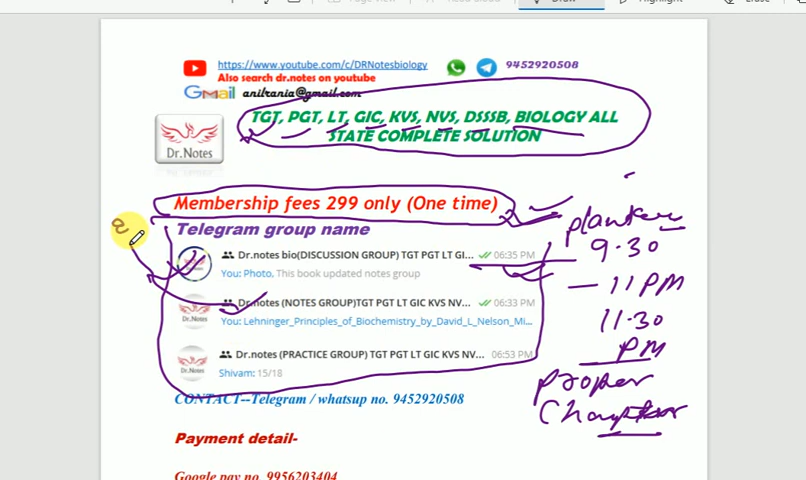 https://www.youtube.com/c/DRNotesbiology
9452920508
Also search dr.notes on youtube
Gmail anilrania@gmail.com
TGT, PGT, LT, GIC, KVS, NVS, DSSSB, BIOLOGY ALL
STATE COMPLETE SOLUTION
Dr.Notes
Membership fees 299 only (One time)
Telegram group name
Dr.notes bio(DISCUSSION GROUP) TGT PGT LT GI... 06:35 PM
You: Photo, This book updated notes group
Dr.notes (NOTES GROUP)TGT PGT LT GIC KVS NV... 06:33 PM
You: Lehninger_Principles_of_Biochemistry_by_David_L_Nelson_Mi...
Dr.notes (PRACTICE GROUP) TGT PGT LT GIC KVS NV... 06:53 PM
Shivam: 15/18
9.30
– 11 PM
11.30
PM
proper
CONTACT--Telegram / whatsup no. 9452920508
Payment detail-
Google pay no. 9956203404